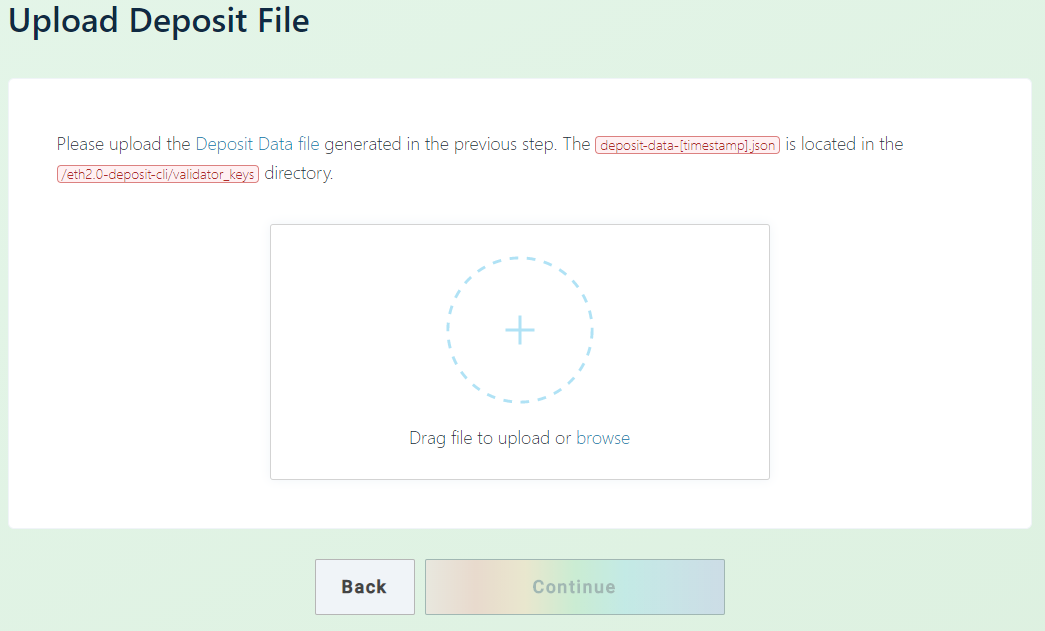 Upload Deposit File
Please upload the Deposit Data file generated in the previous step. The deposit-data-[timestamp].json is located in the
/eth2.0-deposit-cli/validator_keys directory.
Drag file to upload or browse
Back
Continue